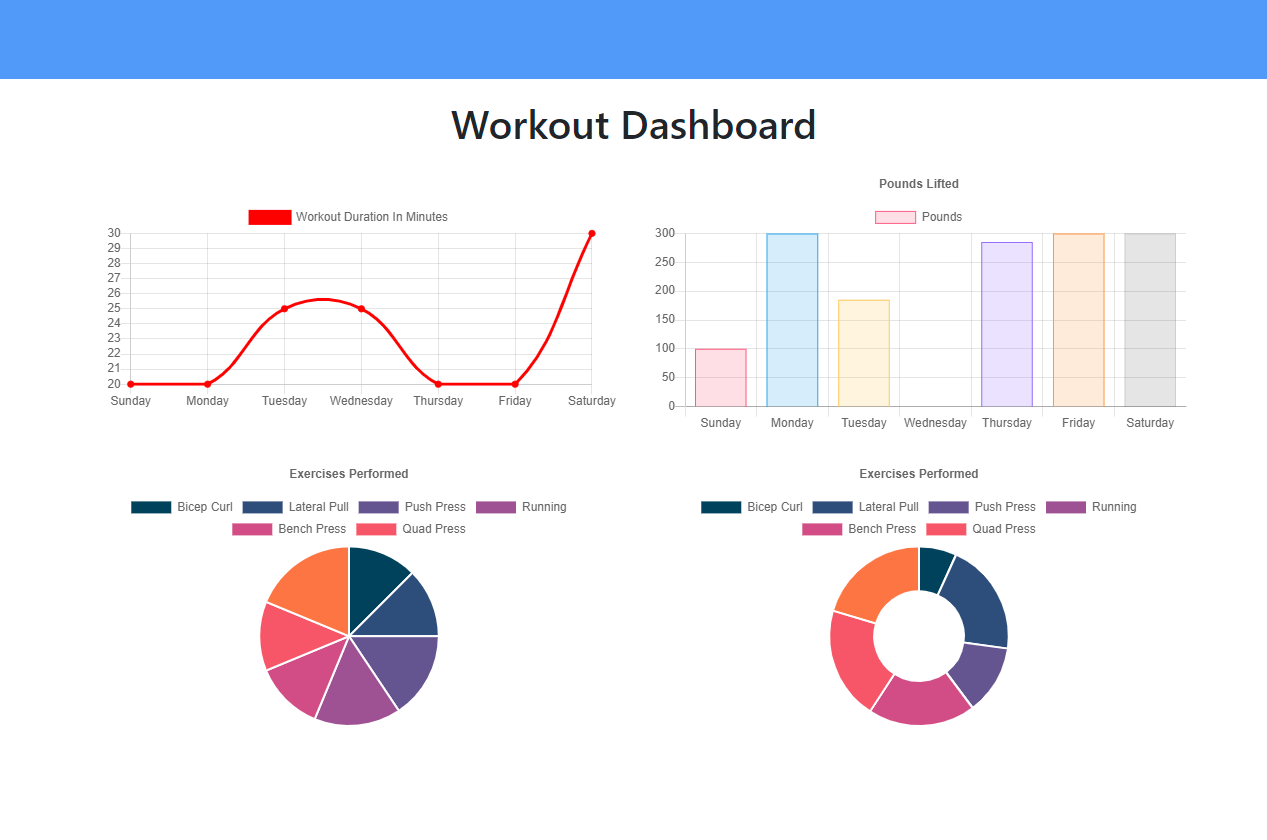 Workout Dashboard
Workout Duration In Minutes
30
29
28
27
26
25
24
23
22
21
20
Sunday Monday Tuesday Wednesday Thursday Friday Saturday
Pounds Lifted
Pounds
300
250
200
150
100
50
0
Sunday Monday Tuesday Wednesday Thursday Friday Saturday
Exercises Performed
Bicep Curl Lateral Pull Push Press Running
Bench Press Quad Press
Exercises Performed
Bicep Curl Lateral Pull Push Press Running
Bench Press Quad Press